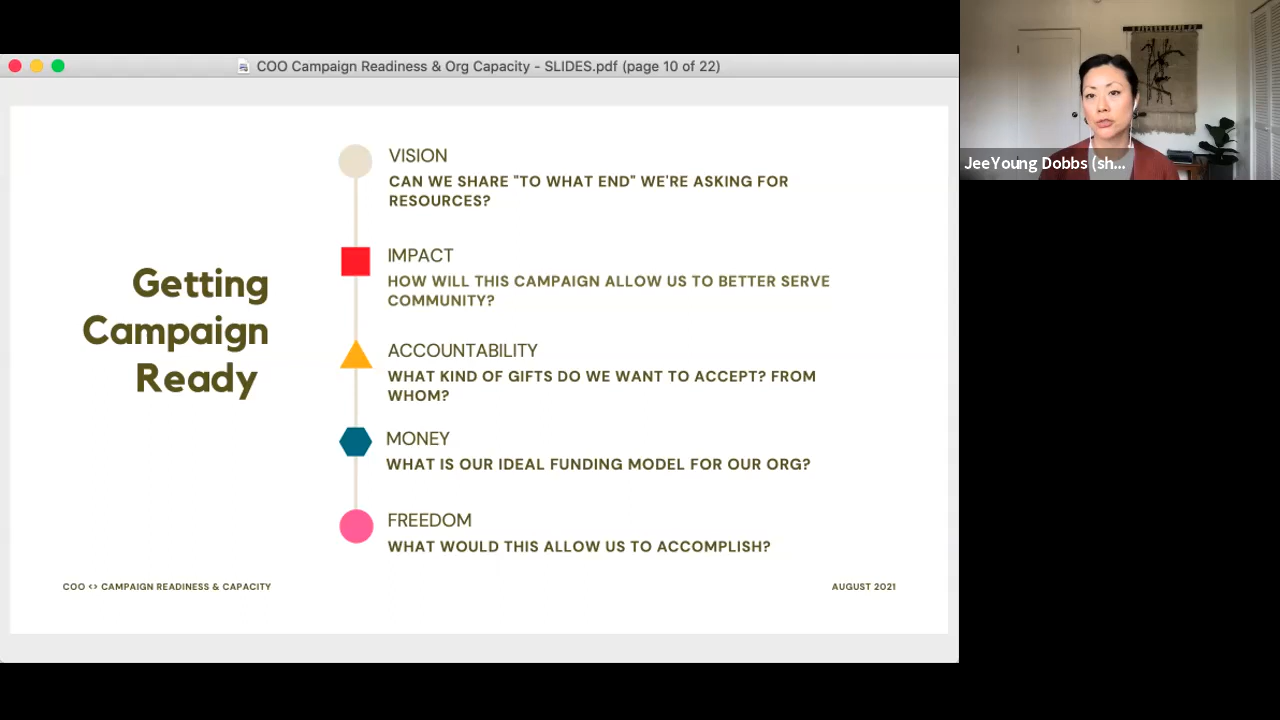 COO Campaign Readiness & Org Capacity - SLIDES.pdf (page 10 of 22)
JeeYoung Dobbs (sh...
Getting
Campaign
Ready
VISION
CAN WE SHARE "TO WHAT END" WE'RE ASKING FOR
RESOURCES?
IMPACT
HOW WILL THIS CAMPAIGN ALLOW US TO BETTER SERVE
COMMUNITY?
ACCOUNTABILITY
WHAT KIND OF GIFTS DO WE WANT TO ACCEPT? FROM
WHOM?
MONEY
WHAT IS OUR IDEAL FUNDING MODEL FOR OUR ORG?
FREEDOM
WHAT WOULD THIS ALLOW US TO ACCOMPLISH?
COO <> CAMPAIGN READINESS & CAPACITY
AUGUST 2021